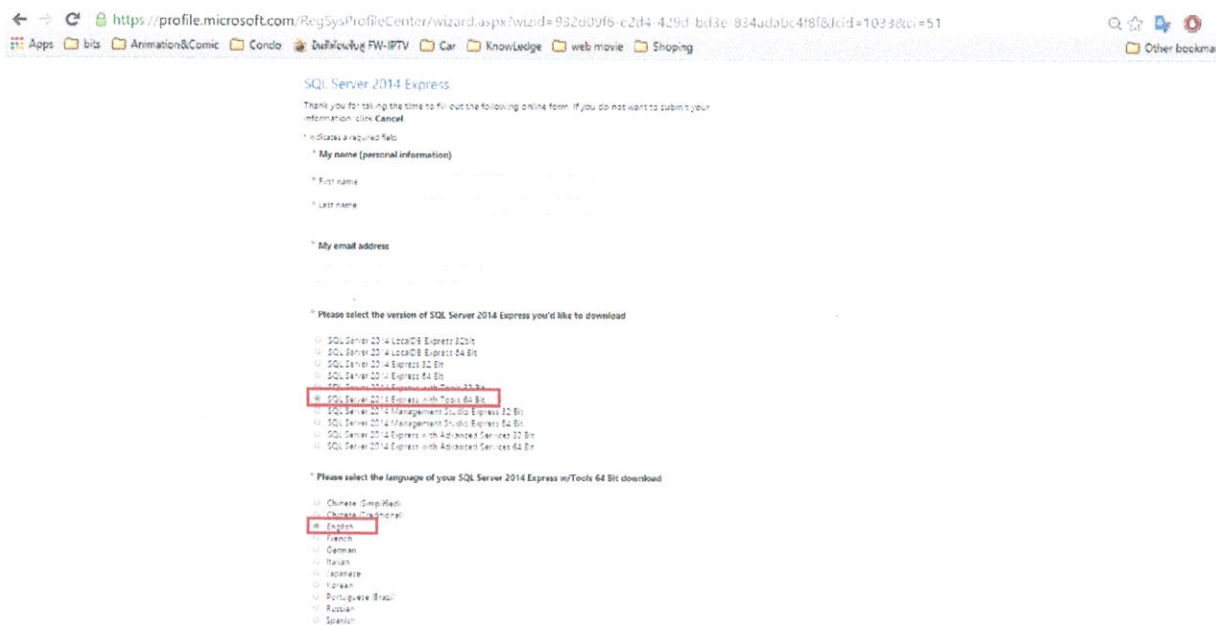 https://profile.microsoft.com/RegSysProfileCenter/wizard.aspx?wizid=
Apps bits Animation&Comic Condo FW-IPTV Car KnowLedge web movie Shoping Other bookma
SQL Server 2014 Express
Thank you for taking the time to fill out the following online form. If you do not want to submit your
information, click Cancel
* Indicates a required field
* My name (personal information)
* First name
* Last name
* My email address
* Please select the version of SQL Server 2014 Express you'd like to download
SQL Server 2014 LocalDB Express 32bit
SQL Server 2014 LocalDB Express 64 Bit
SQL Server 2014 Express 32 Bit
SQL Server 2014 Express 64 Bit
SQL Server 2014 Express with Tools 32 Bit
SQL Server 2014 Express with Tools 64 Bit
SQL Server 2014 Management Studio Express 32 Bit
SQL Server 2014 Management Studio Express 64 Bit
SQL Server 2014 Express with Advanced Services 32 Bit
SQL Server 2014 Express with Advanced Services 64 Bit
* Please select the language of your SQL Server 2014 Express w/Tools 64 Bit download
Chinese (Simplified)
Chinese (Traditional)
English
French
German
Italian
Japanese
Korean
Portuguese (Brazil)
Russian
Spanish